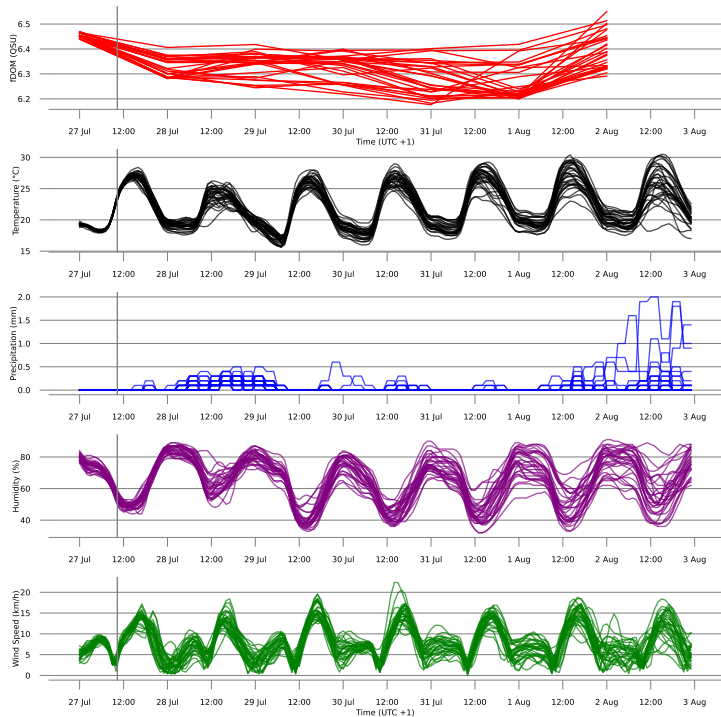 fDOM (QSU)
6.5
6.4
6.3
6.2
27 Jul 12:00 28 Jul 12:00 29 Jul 12:00 30 Jul 12:00 31 Jul 12:00 1 Aug 12:00 2 Aug 12:00 3 Aug
Time (UTC +1)
Temperature (°C)
30
25
20
15
27 Jul 12:00 28 Jul 12:00 29 Jul 12:00 30 Jul 12:00 31 Jul 12:00 1 Aug 12:00 2 Aug 12:00 3 Aug
Precipitation (mm)
2.0
1.5
1.0
0.5
0.0
27 Jul 12:00 28 Jul 12:00 29 Jul 12:00 30 Jul 12:00 31 Jul 12:00 1 Aug 12:00 2 Aug 12:00 3 Aug
Humidity (%)
80
60
40
27 Jul 12:00 28 Jul 12:00 29 Jul 12:00 30 Jul 12:00 31 Jul 12:00 1 Aug 12:00 2 Aug 12:00 3 Aug
Wind Speed (km/h)
20
15
10
5
0
27 Jul 12:00 28 Jul 12:00 29 Jul 12:00 30 Jul 12:00 31 Jul 12:00 1 Aug 12:00 2 Aug 12:00 3 Aug
Time (UTC +1)